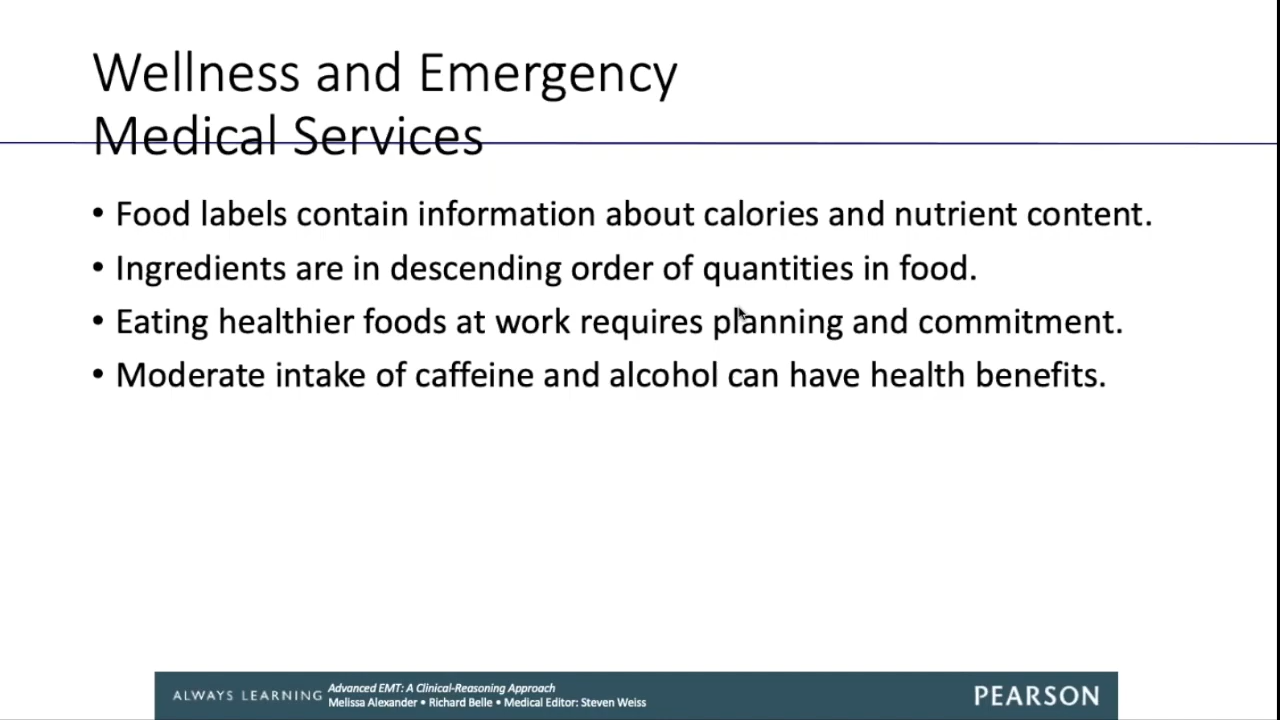 Wellness and Emergency
Medical Services
• Food labels contain information about calories and nutrient content.
• Ingredients are in descending order of quantities in food.
• Eating healthier foods at work requires planning and commitment.
• Moderate intake of caffeine and alcohol can have health benefits.
ALWAYS LEARNING
Advanced EMT: A Clinical-Reasoning Approach
Melissa Alexander • Richard Belle • Medical Editor: Steven Weiss
PEARSON